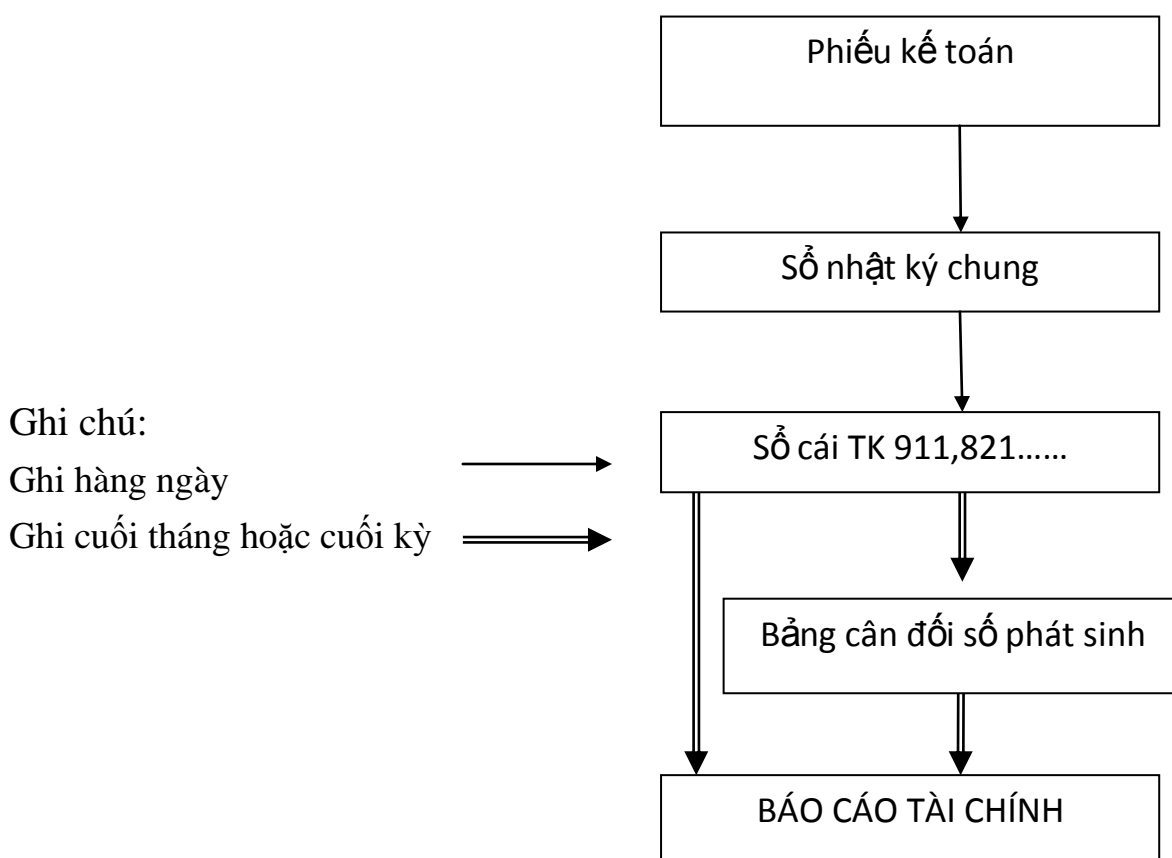 Phiếu kế toán
Sổ nhật ký chung
Sổ cái TK 911,821......
Ghi chú:
Ghi hàng ngày
Ghi cuối tháng hoặc cuối kỳ
Bảng cân đối số phát sinh
BÁO CÁO TÀI CHÍNH